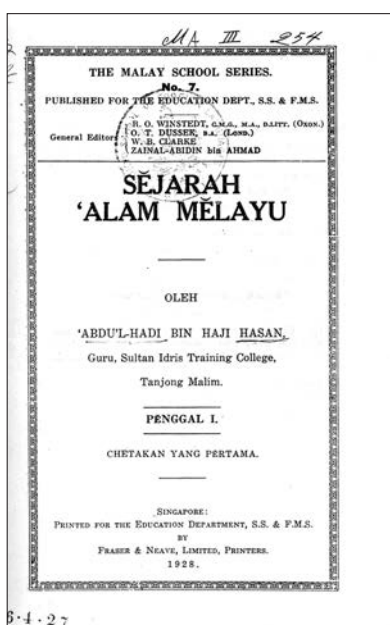 MA III 254
THE MALAY SCHOOL SERIES.
No. 7.
PUBLISHED FOR THE EDUCATION DEPT., S.S. & F.M.S.
R. O. WINSTEDT, C.M.G., M.A., D.LITT. (OXON.)
General Editors
O. T. DUSSEK, B.A. (LOND.)
W. B. CLARKE
ZAINAL-ABIDIN bin AHMAD
SĔJARAH
'ALAM MĔLAYU
OLEH
'ABDU'L-HADI BIN HAJI HASAN,
Guru, Sultan Idris Training College,
Tanjong Malim.
PĔNGGAL I.
CHETAKAN YANG PERTAMA.
SINGAPORE:
PRINTED FOR THE EDUCATION DEPARTMENT, S.S. & F.M.S.
BY
FRASER & NEAVE, LIMITED, PRINTERS.
1928.